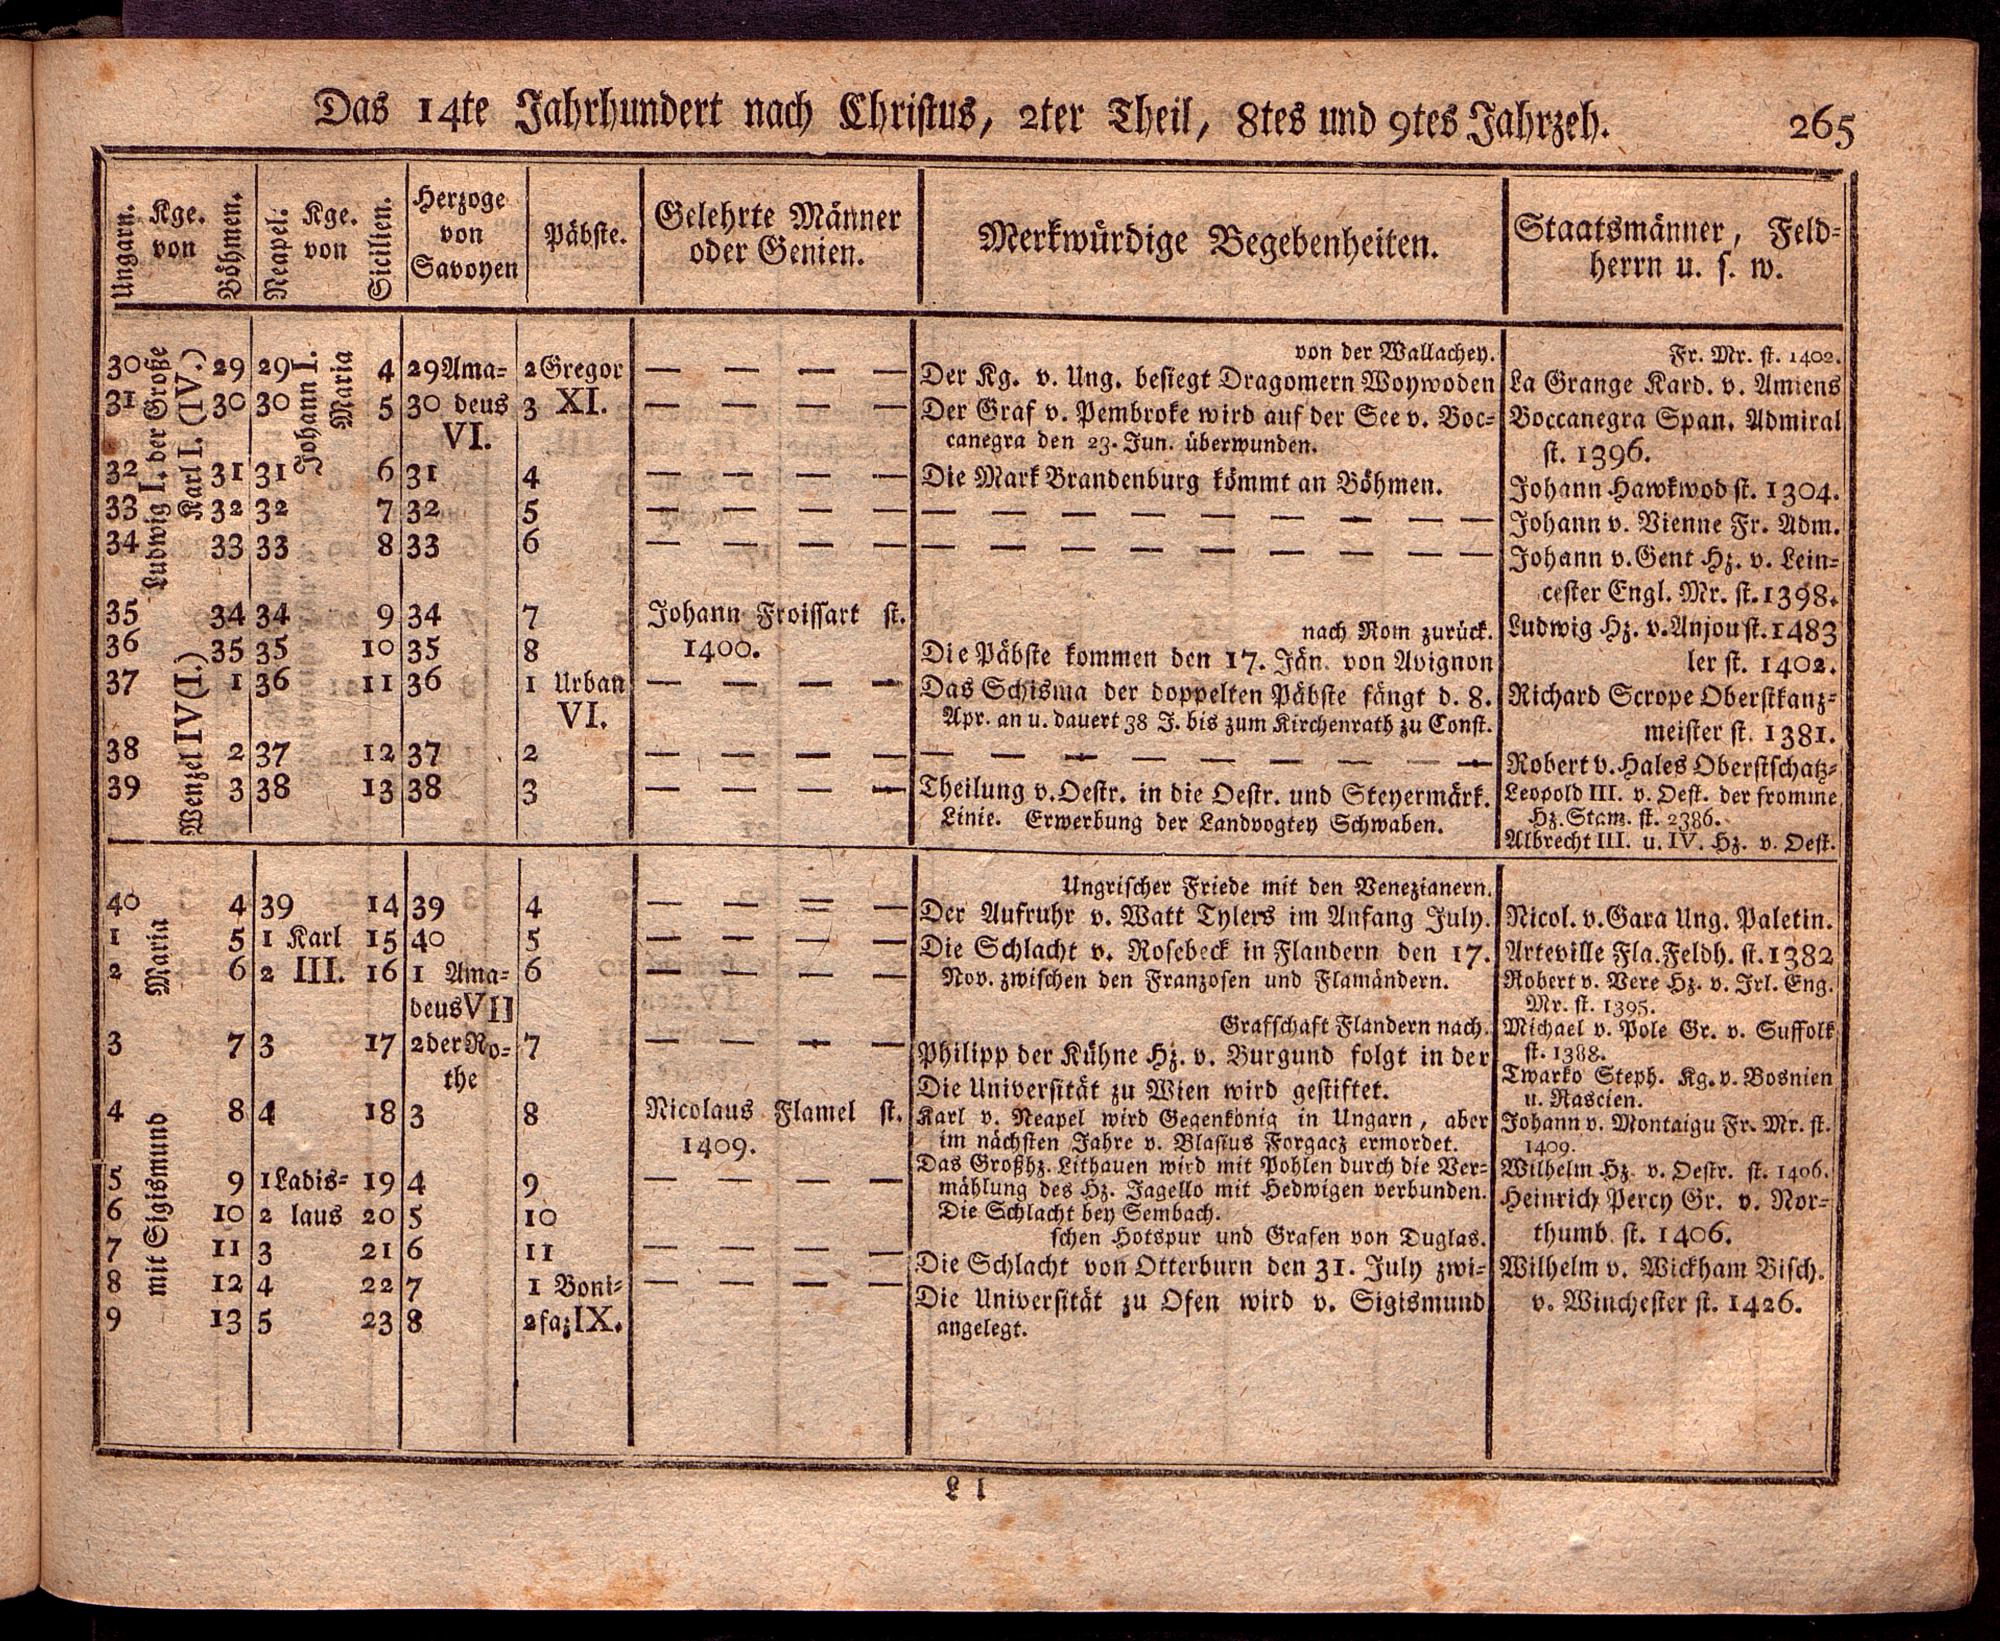 Das 14te Jahrhundert nach Christus, 2ter Theil, 8tes und 9tes Jahrzeh. 265
Ungarn. Kge. von Böhmen. Neapel. Kge. von Sicilien. Herzoge von Savoyen Päbste. Gelehrte Männer oder Genien. Merkwürdige Begebenheiten. Staatsmänner, Feld-
herrn u. s. w.
Ludwig I. der Große
Karl I. (IV.)
Johann I.
Maria
von der Wallachey. Fr. Mr. st. 1402.
30 29 29 4 29 Ama- 2 Gregor — — — — Der Kg. v. Ung. besiegt Dragomern Woywoden La Grange Kard. v. Amiens
31 30 30 5 30 deus 3 XI. — — — — Der Graf v. Pembroke wird auf der See v. Boc- Boccanegra Span. Admiral
VI. canegra den 23. Jun. überwunden. st. 1396.
32 31 31 6 31 4 — — — — Die Mark Brandenburg kömmt an Böhmen. Johann Hawkwod st. 1304.
33 32 32 7 32 5 — — — — — — — — — — — — Johann v. Vienne Fr. Adm.
34 33 33 8 33 6 — — — — — — — — — — — — Johann v. Gent Hz. v. Lein-
cester Engl. Mr. st. 1398.
35 34 34 9 34 7 Johann Froissart st. nach Rom zurück. Ludwig Hz. v. Anjou st. 1483
36 35 35 10 35 8 1400. Die Päbste kommen den 17. Jän. von Avignon ler st. 1402.
Wenzel IV (I.)
37 1 36 11 36 1 Urban — — — — Das Schisma der doppelten Päbste fängt d. 8. Richard Scrope Oberstkanz-
VI. Apr. an u. dauert 38 J. bis zum Kirchenrath zu Const. meister st. 1381.
38 2 37 12 37 2 — — — — — — — — — — — — Robert v. Hales Oberstschatz-
39 3 38 13 38 3 — — — — Theilung v. Oestr. in die Oestr. und Steyermärk. Leopold III. v. Oest. der fromme
Linie. Erwerbung der Landvogtey Schwaben. Hz. Stam. st. 2386.
Albrecht III. u. IV. Hz. v. Oest.
Maria
Ungrischer Friede mit den Venezianern.
40 4 39 14 39 4 — — — — Der Aufruhr v. Watt Tylers im Anfang July. Nicol. v. Gara Ung. Paletin.
1 5 1 Karl 15 40 5 — — — — Die Schlacht v. Rosebeck in Flandern den 17. Arteville Fla. Feldh. st. 1382
2 6 2 III. 16 1 Ama- 6 — — — — Nov. zwischen den Franzosen und Flamändern. Robert v. Vere Hz. v. Irl. Eng.
deus VII Mr. st. 1395.
Grafschaft Flandern nach. Michael v. Pole Gr. v. Suffolk
3 7 3 17 2 der Ro- 7 — — — — Philipp der Kühne Hz. v. Burgund folgt in der st. 1388.
the Die Universität zu Wien wird gestiftet. Twarko Steph. Kg. v. Bosnien
u. Rascien.
mit Sigismund
4 8 4 18 3 8 Nicolaus Flamel st. Karl v. Neapel wird Gegenkönig in Ungarn, aber Johann v. Montaigu Fr. Mr. st.
1409. im nächsten Jahre v. Blasius Forgacz ermordet. 1409.
5 9 1 Ladis- 19 4 9 — — — — Das Großhz. Lithauen wird mit Pohlen durch die Ver- Wilhelm Hz. v. Oestr. st. 1406.
mählung des Hz. Jagello mit Hedwigen verbunden. Heinrich Percy Gr. v. Nor-
6 10 2 laus 20 5 10 Die Schlacht bey Sembach. thumb. st. 1406.
schen Hotspur und Grafen von Duglas.
7 11 3 21 6 11 — — — — Die Schlacht von Otterburn den 31. July zwi- Wilhelm v. Wickham Bisch.
8 12 4 22 7 1 Boni- — — — — Die Universität zu Ofen wird v. Sigismund v. Winchester st. 1426.
9 13 5 23 8 2 faz IX. angelegt.
L l